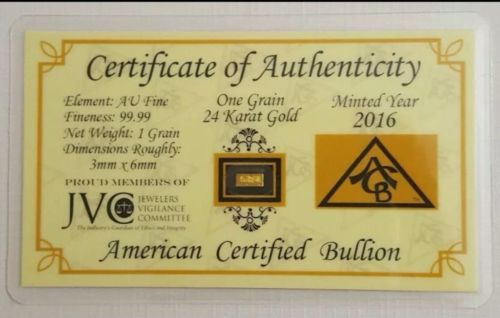 Certificate of Authenticity
Element: AU Fine
Fineness: 99.99
Net Weight: 1 Grain
Dimensions Roughly:
3mm x 6mm
One Grain
24 Karat Gold
Minted Year
2016
PROUD MEMBERS OF
JVC
JEWELERS
VIGILANCE
COMMITTEE
The Industry's Guardian of Ethics and Integrity
ACB
TM
American Certified Bullion